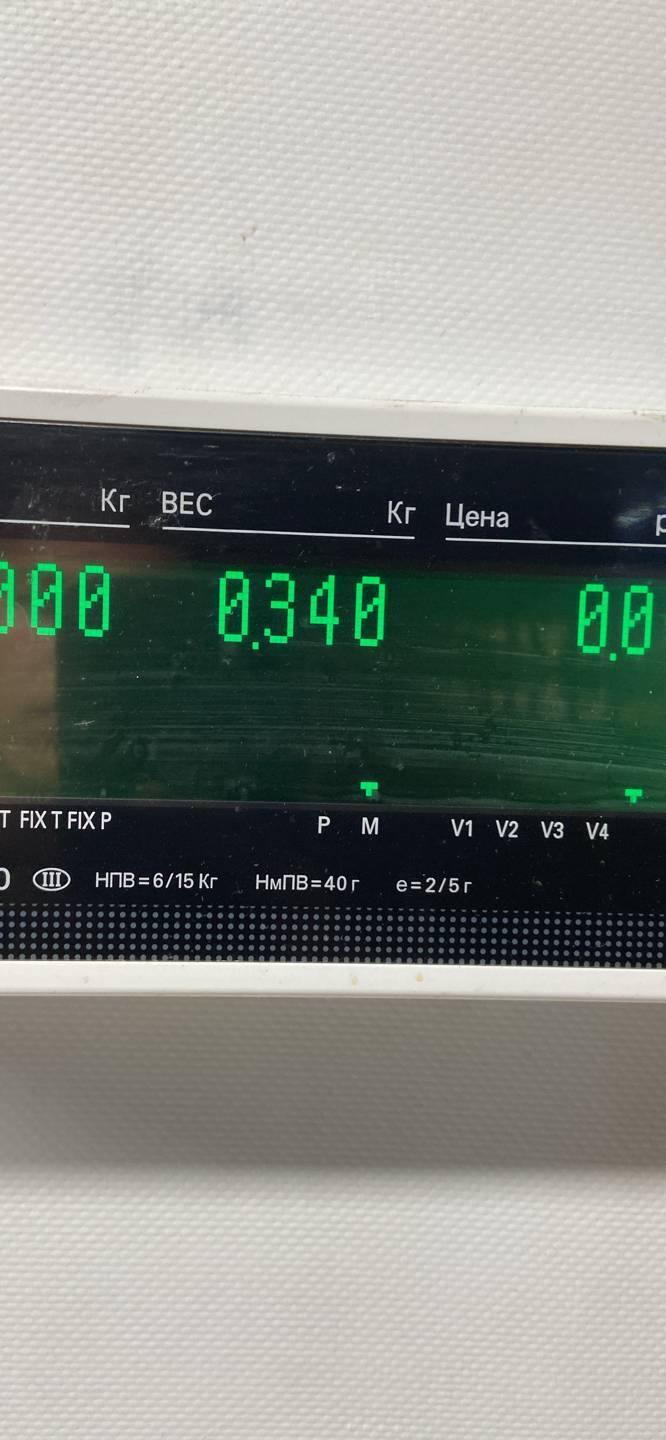 Кг ВЕС Кг Цена р
000 0.340 0.0
T FIX T FIX P P M V1 V2 V3 V4
III НПВ=6/15 Кг НмПВ=40 г e=2/5 г